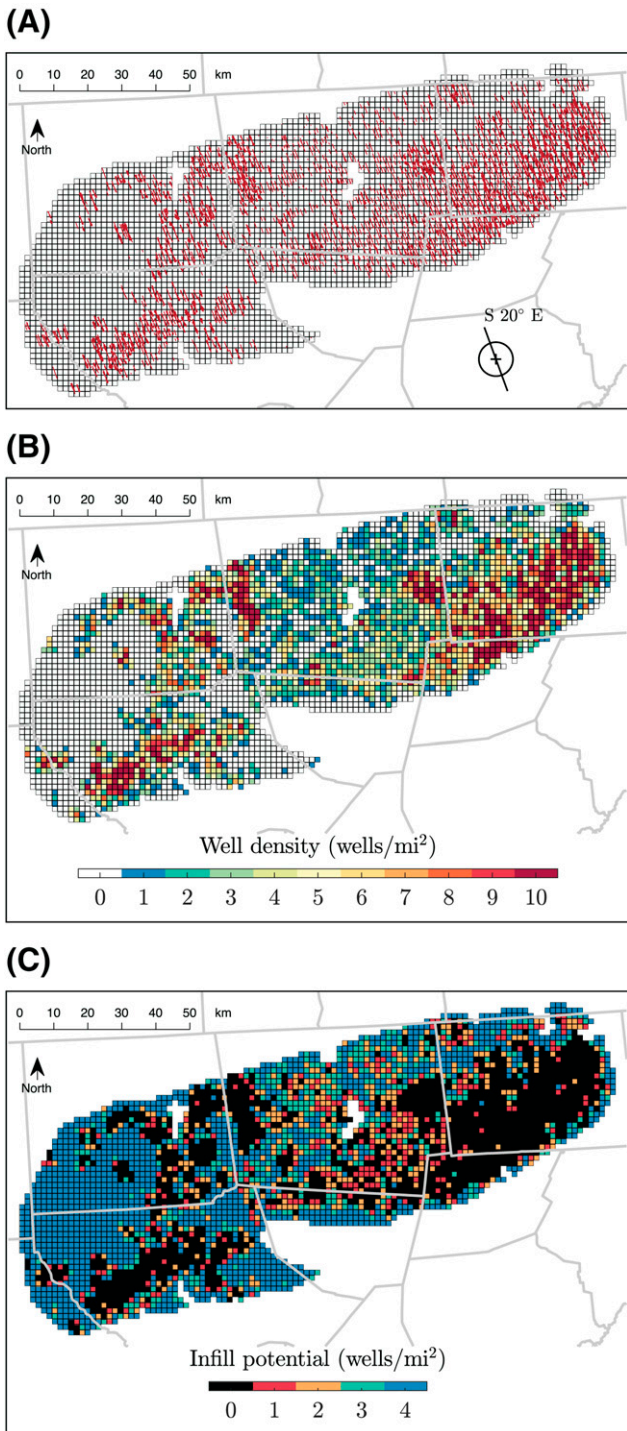 (A)
0 10 20 30 40 50 km
North
S 20° E
(B)
0 10 20 30 40 50 km
North
Well density (wells/mi²)
0 1 2 3 4 5 6 7 8 9 10
(C)
0 10 20 30 40 50 km
North
Infill potential (wells/mi²)
0 1 2 3 4